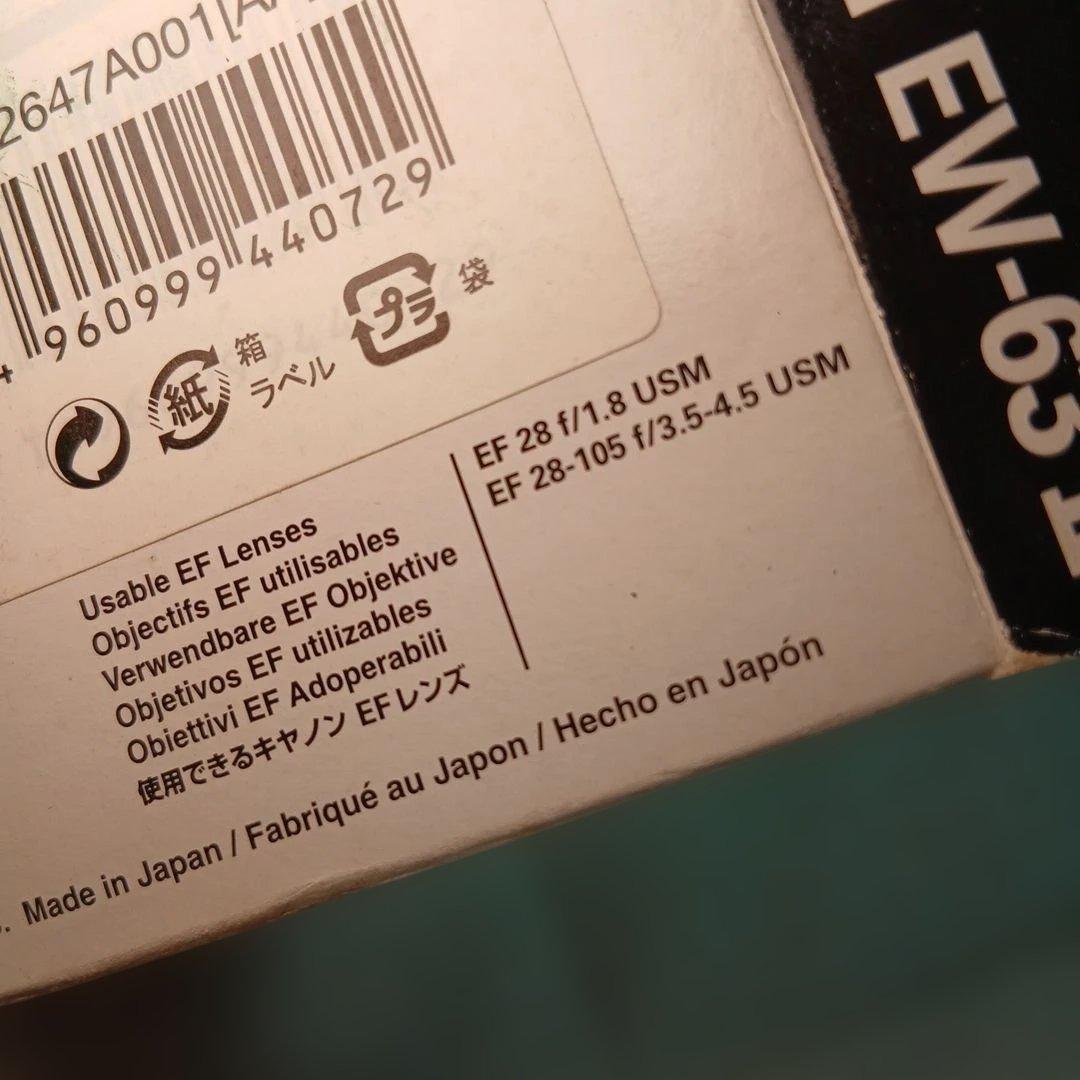 2647A001[A
4 960999 440729
紙 箱
ラベル
プラ 袋
Usable EF Lenses
Objectifs EF utilisables
Verwendbare EF Objektive
Objetivos EF utilizables
Obiettivi EF Adoperabili
使用できるキヤノン EFレンズ
EF 28 f/1.8 USM
EF 28-105 f/3.5-4.5 USM
. Made in Japan / Fabriqué au Japon / Hecho en Japón
EW-63 II